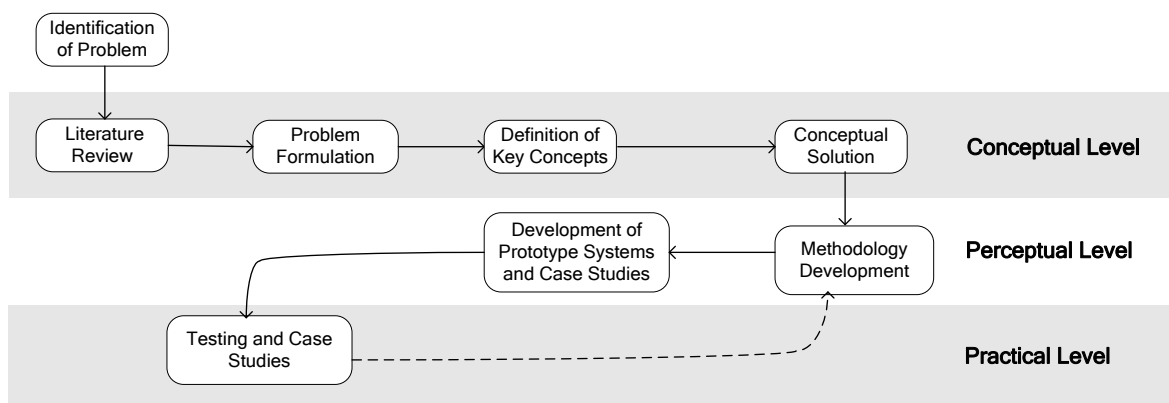 Identification
of Problem
Literature
Review
Problem
Formulation
Definition of
Key Concepts
Conceptual
Solution
Conceptual Level
Development of
Prototype Systems
and Case Studies
Methodology
Development
Perceptual Level
Testing and Case
Studies
Practical Level